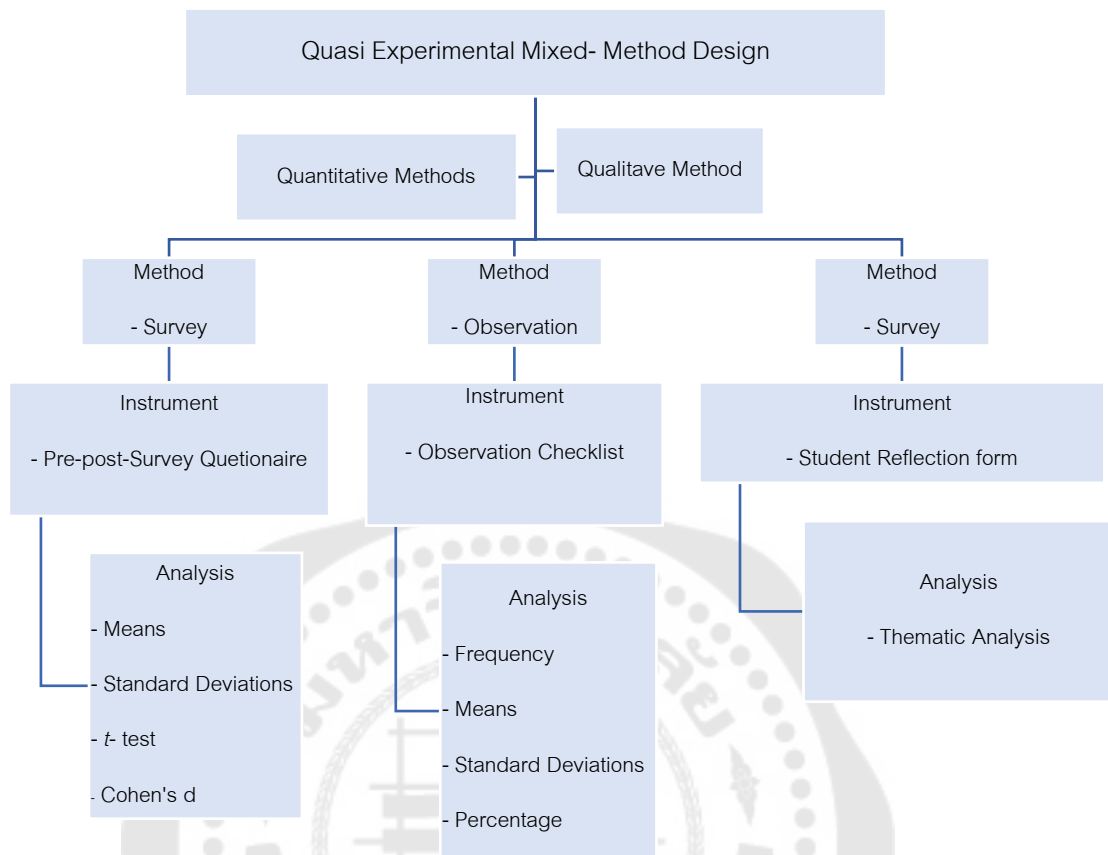 Quasi Experimental Mixed- Method Design
Quantitative Methods
Qualitave Method
Method
- Survey
Method
- Observation
Method
- Survey
Instrument
- Pre-post-Survey Quetionaire
Instrument
- Observation Checklist
Instrument
- Student Reflection form
Analysis
- Means
- Standard Deviations
- t- test
- Cohen's d
Analysis
- Frequency
- Means
- Standard Deviations
- Percentage
Analysis
- Thematic Analysis